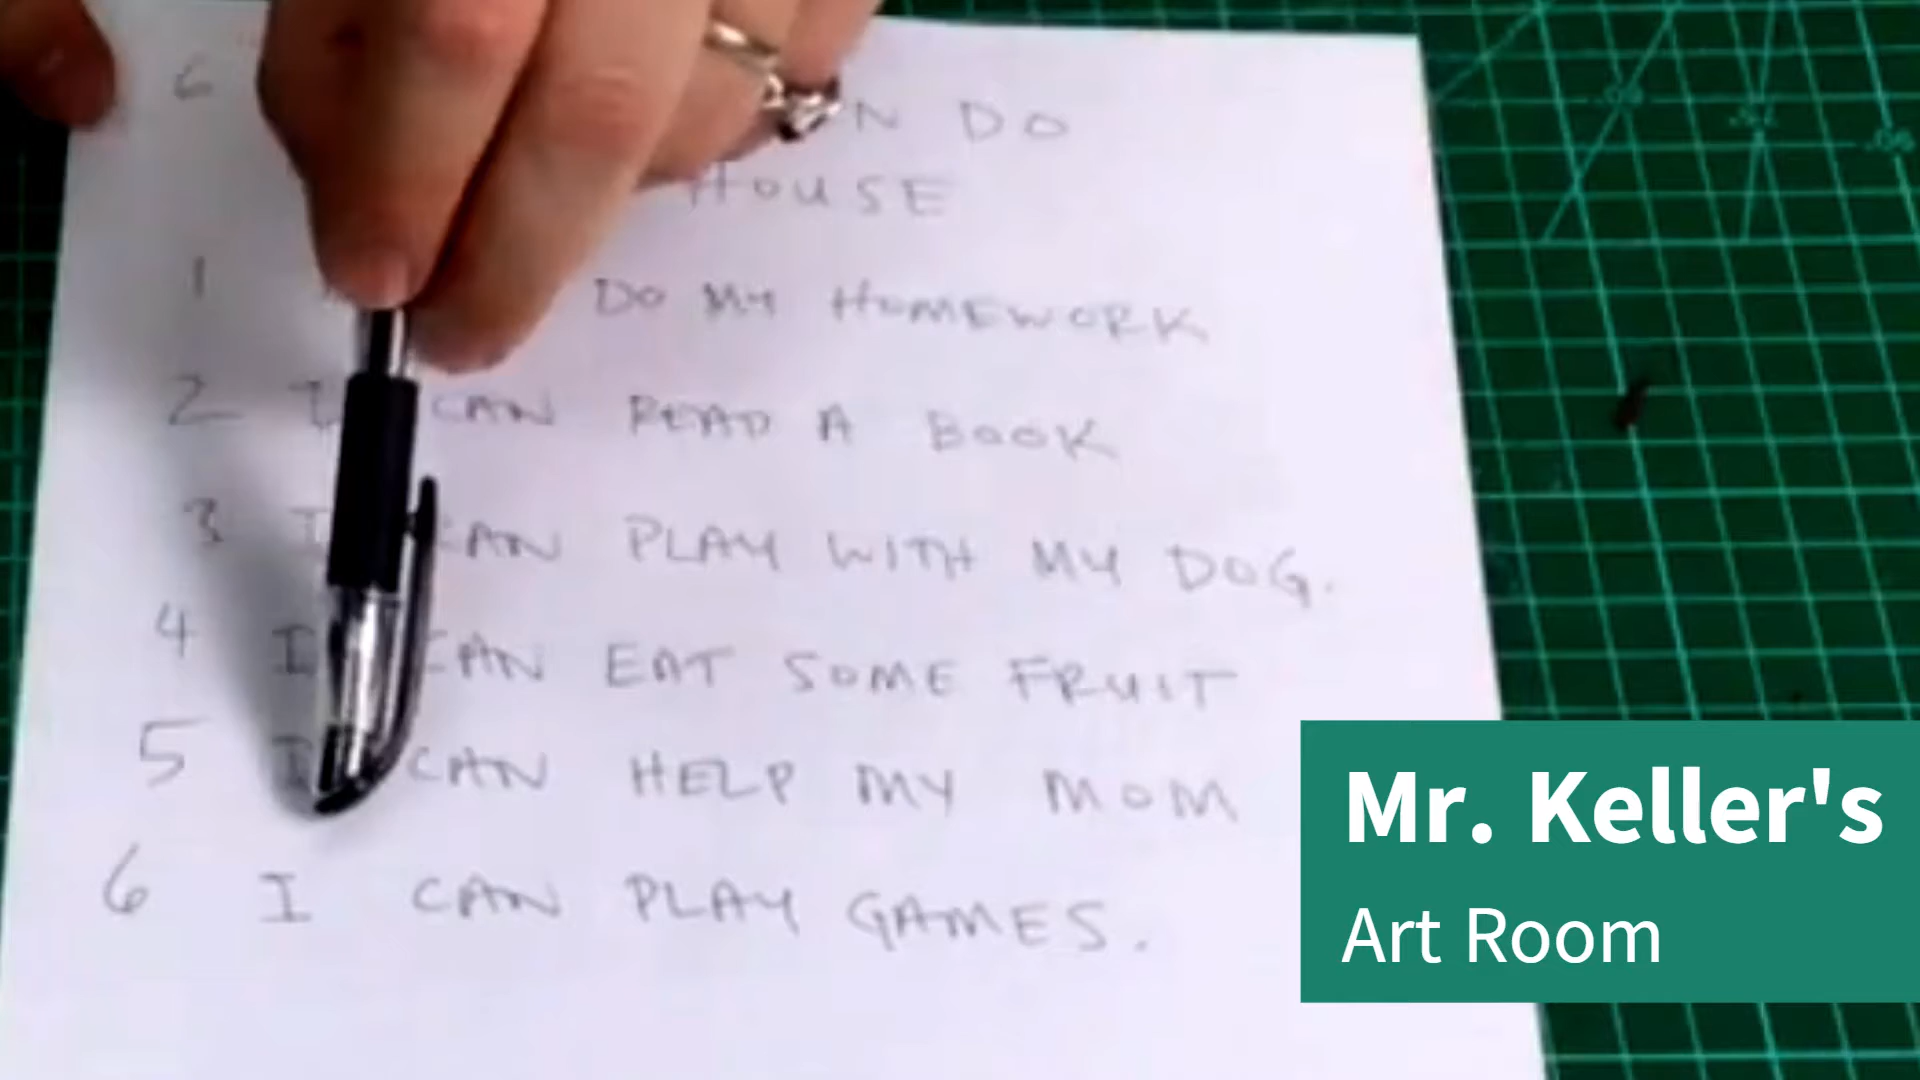 6 DO
HOUSE
1 DO MY HOMEWORK
2 I CAN READ A BOOK
3 I CAN PLAY WITH MY DOG.
4 I CAN EAT SOME FRUIT
5 I CAN HELP MY MOM
6 I CAN PLAY GAMES.
Mr. Keller's
Art Room